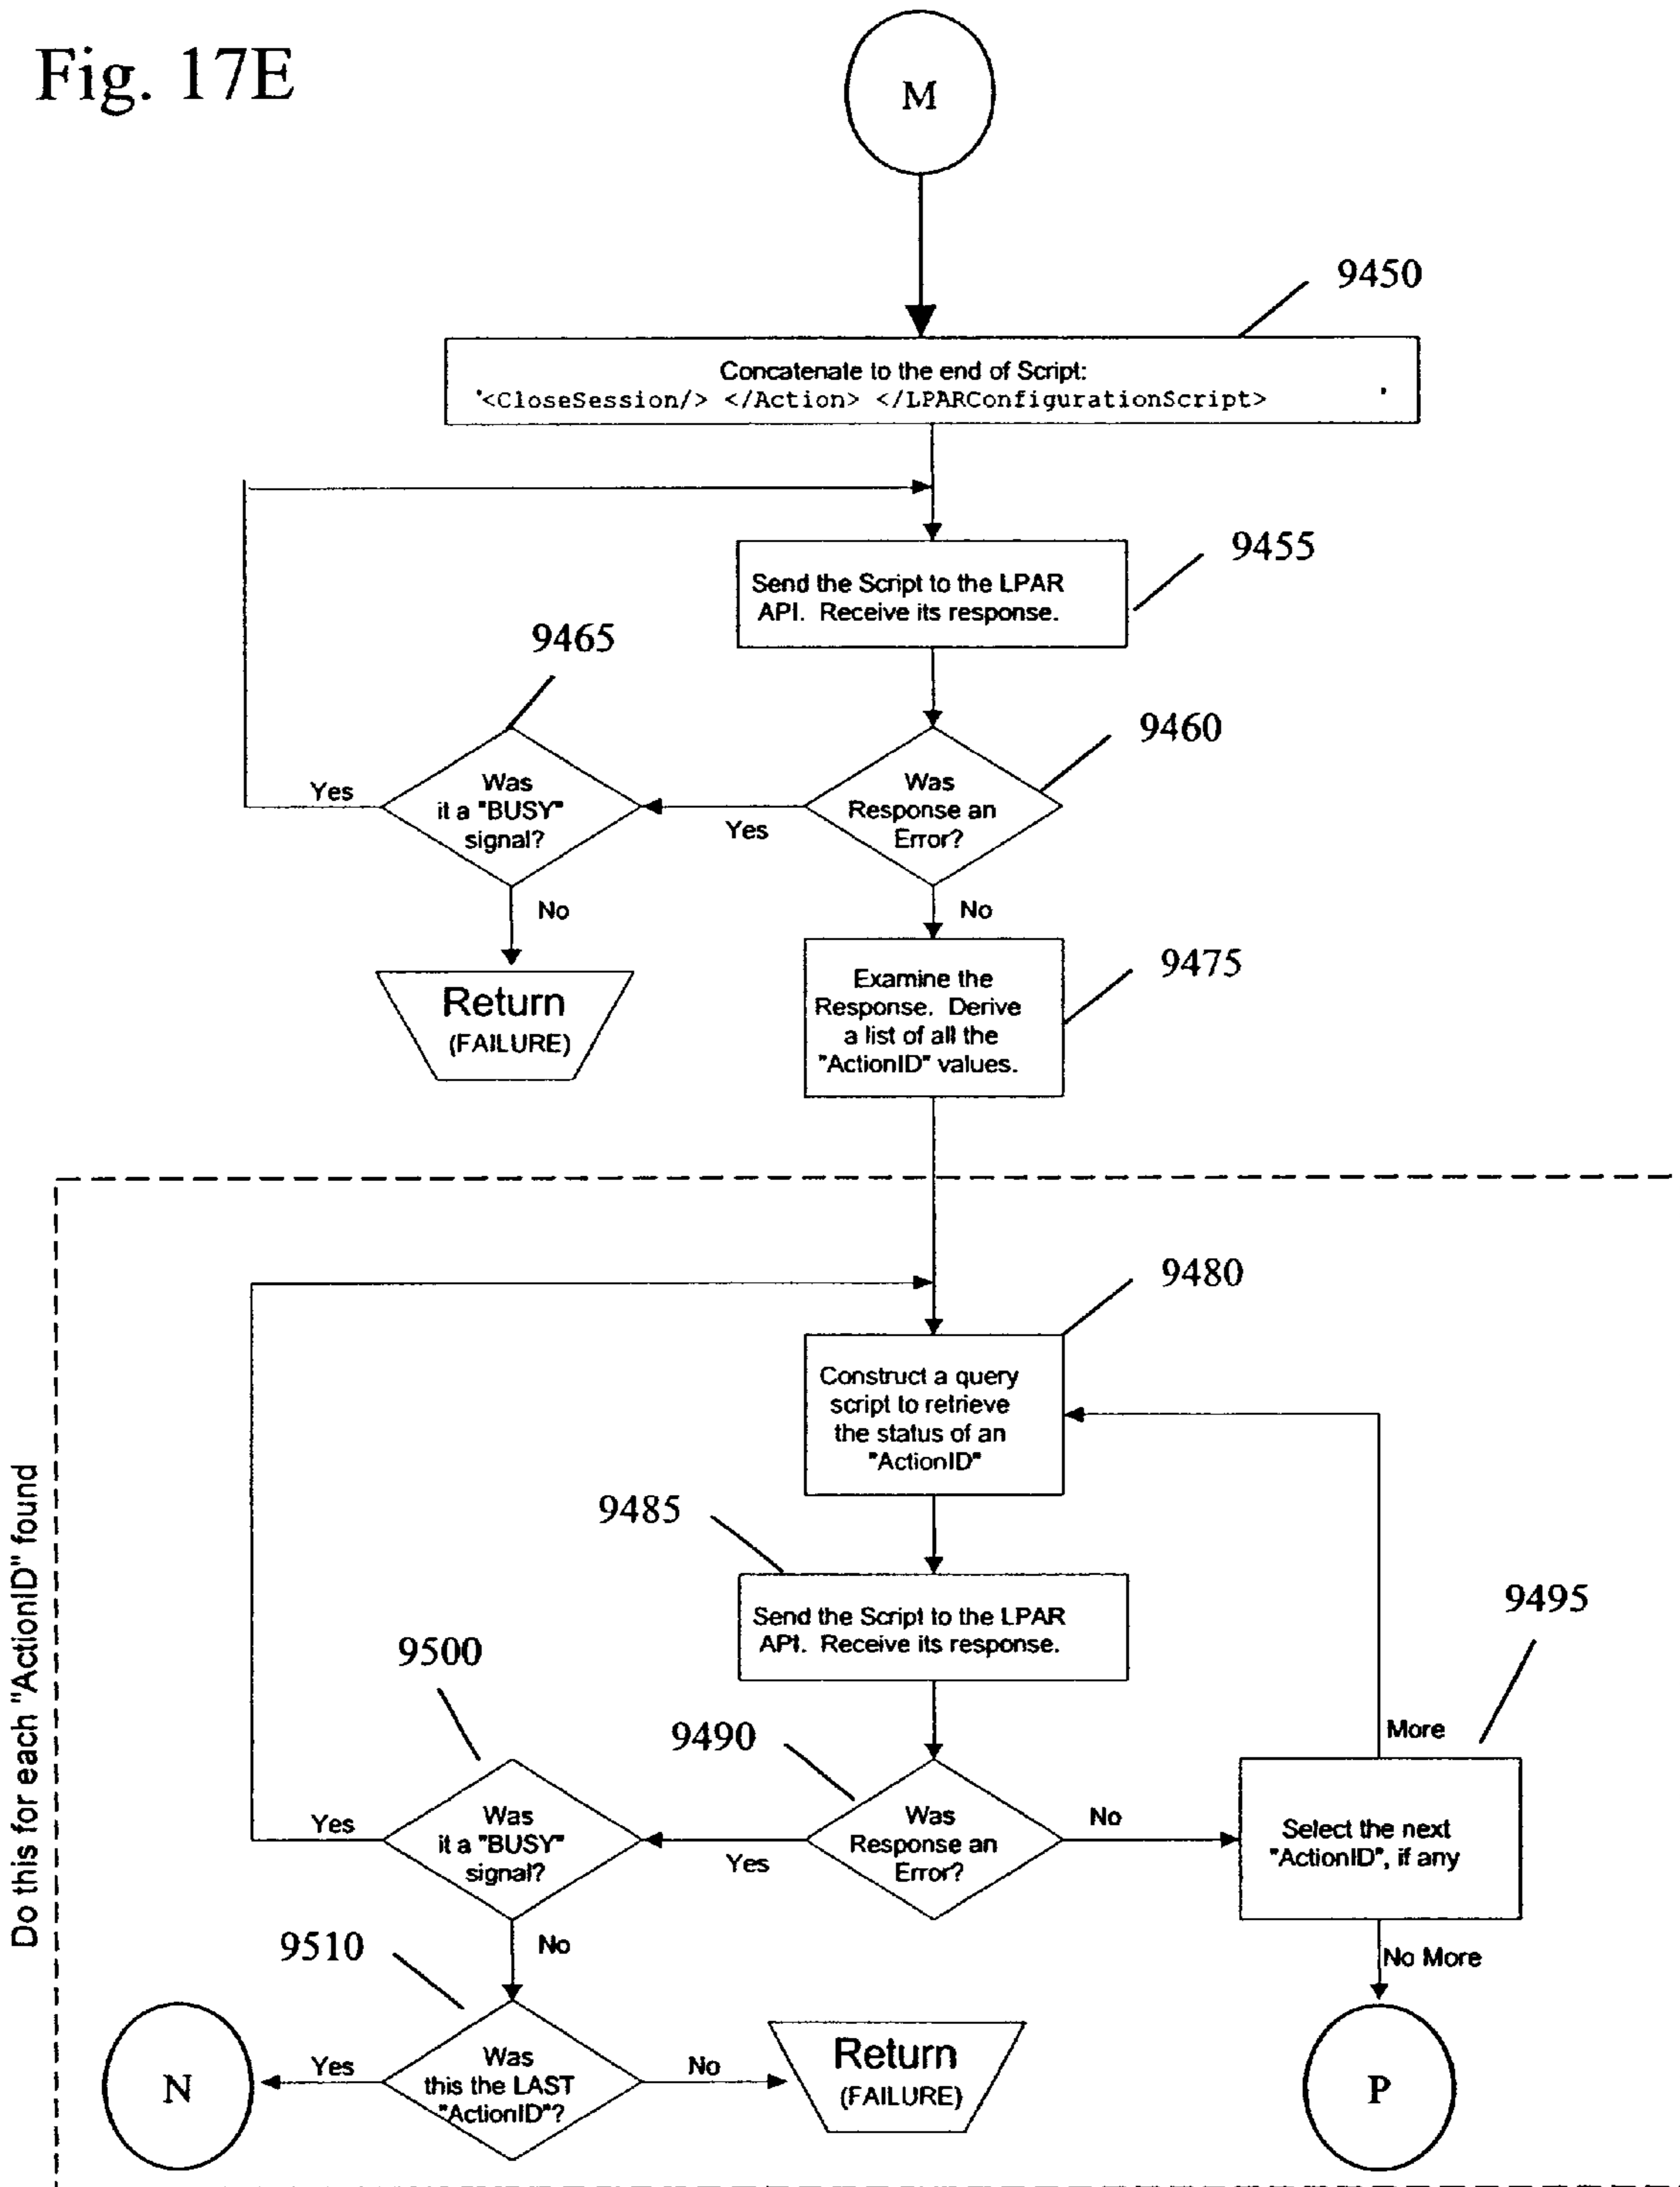 Fig. 17E
M
9450
Concatenate to the end of Script:
'<CloseSession/> </Action> </LPARConfigurationScript> '
9455
Send the Script to the LPAR
API. Receive its response.
9465
9460
Was
it a "BUSY"
signal?
Yes
Yes
Was
Response an
Error?
No
No
Return
(FAILURE)
9475
Examine the
Response. Derive
a list of all the
"ActionID" values.
Do this for each "ActionID" found
9480
Construct a query
script to retrieve
the status of an
"ActionID"
9485
Send the Script to the LPAR
API. Receive its response.
9495
9500
9490
More
Was
it a "BUSY"
signal?
Yes
Yes
Was
Response an
Error?
No
Select the next
"ActionID", if any
9510
No
No More
N
Yes
Was
this the LAST
"ActionID"?
No
Return
(FAILURE)
P